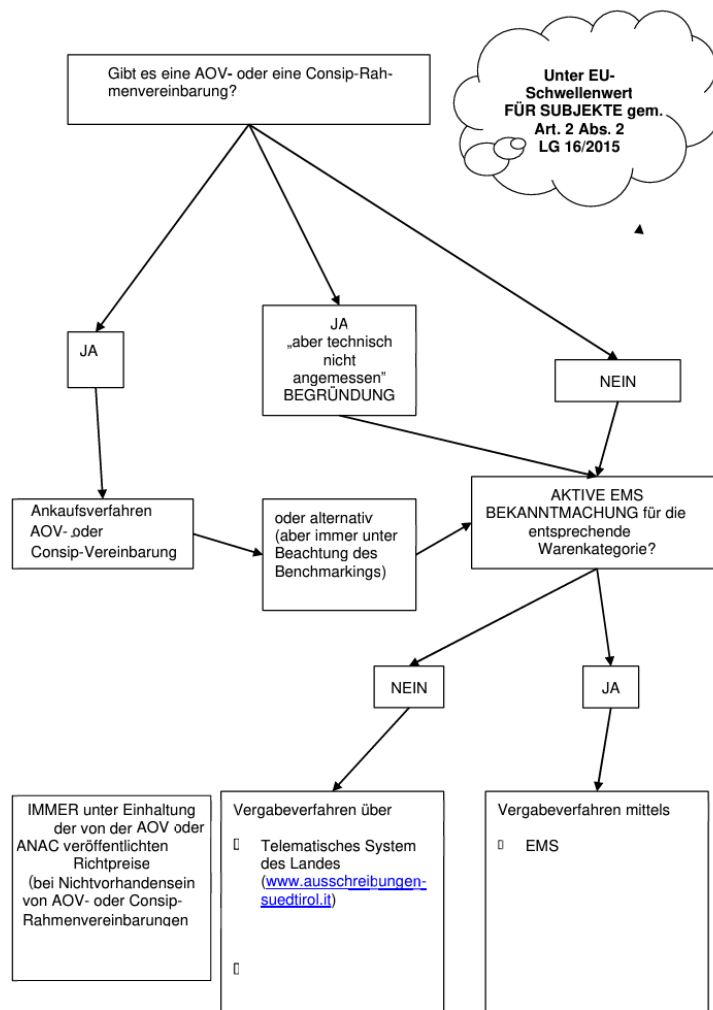 Gibt es eine AOV- oder eine Consip-Rah-
menvereinbarung?
Unter EU-
Schwellenwert
FÜR SUBJEKTE gem.
Art. 2 Abs. 2
LG 16/2015
JA
JA
„aber technisch
nicht
angemessen”
BEGRÜNDUNG
NEIN
Ankaufsverfahren
AOV- oder
Consip-Vereinbarung
oder alternativ
(aber immer unter
Beachtung des
Benchmarkings)
AKTIVE EMS
BEKANNTMACHUNG für die
entsprechende
Warenkategorie?
NEIN
JA
IMMER unter Einhaltung
der von der AOV oder
ANAC veröffentlichten
Richtpreise
(bei Nichtvorhandensein
von AOV- oder Consip-
Rahmenvereinbarungen
Vergabeverfahren über
Telematisches System
des Landes
(www.ausschreibungen-
suedtirol.it)
Vergabeverfahren mittels
EMS